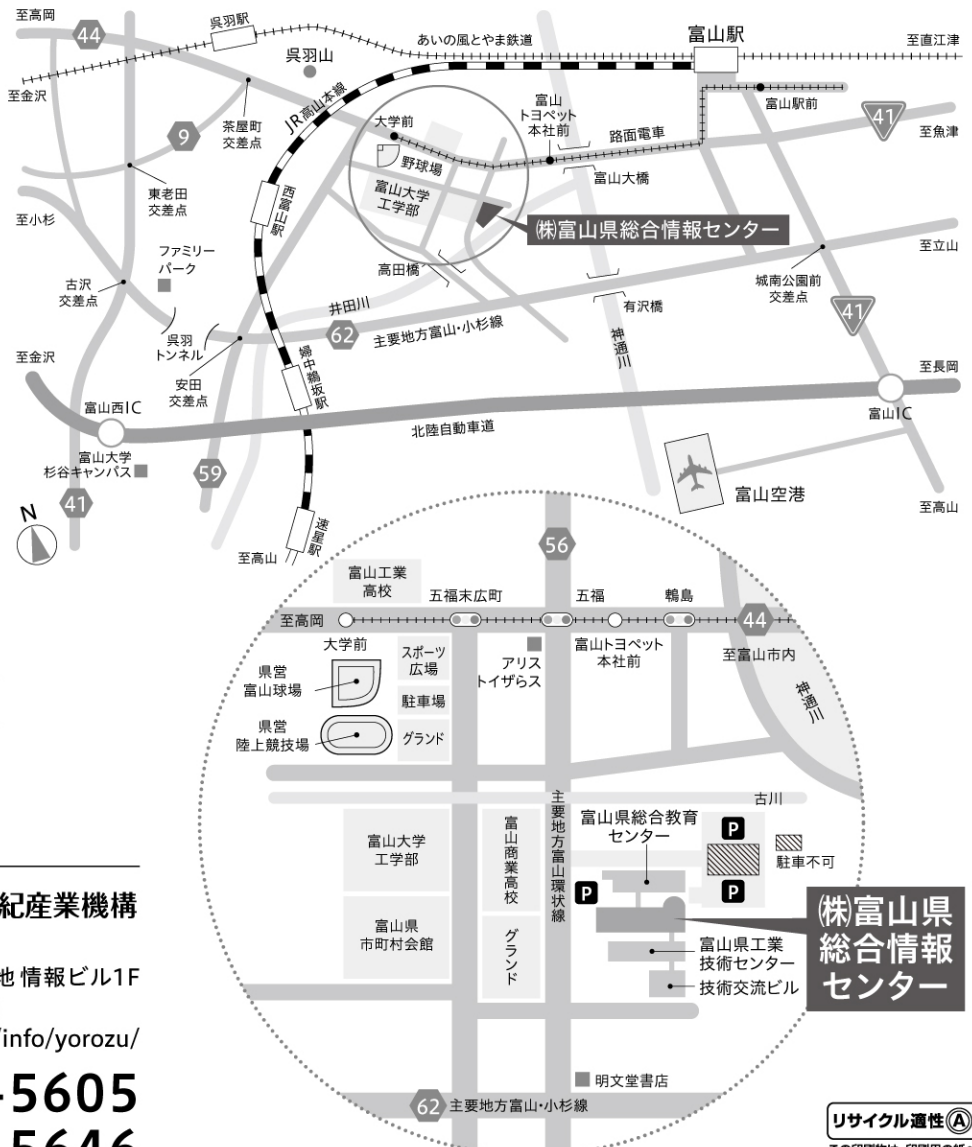 至高岡
44
呉羽駅
呉羽山
あいの風とやま鉄道
富山駅
至直江津
至金沢
茶屋町
交差点
JR高山本線
大学前
富山
トヨペット
本社前
路面電車
富山駅前
41
至魚津
9
東老田
交差点
野球場
富山大学
工学部
富山大橋
㈱富山県総合情報センター
至小杉
西富山駅
ファミリー
パーク
古沢
交差点
高田橋
井田川
有沢橋
城南公園前
交差点
至立山
41
呉羽
トンネル
62
主要地方富山・小杉線
神通川
安田
交差点
婦中鵜坂駅
至金沢
富山西IC
北陸自動車道
富山IC
至長岡
富山大学
杉谷キャンパス
59
41
富山空港
至高山
N
速星駅
至高山
56
富山工業
高校
五福末広町
五福
鵯島
至高岡
44
大学前
スポーツ
広場
アリス
トイザらス
富山トヨペット
本社前
至富山市内
県営
富山球場
駐車場
神通川
県営
陸上競技場
グランド
古川
主要地方富山環状線
富山大学
工学部
富山商業高校
富山県総合教育
センター
P
駐車不可
P
P
富山県
市町村会館
グランド
㈱富山県
総合情報
センター
富山県工業
技術センター
技術交流ビル
明文堂書店
62
主要地方富山・小杉線
紀産業機構
地 情報ビル1F
/info/yorozu/
-5605
5646
リサイクル適性Ⓐ